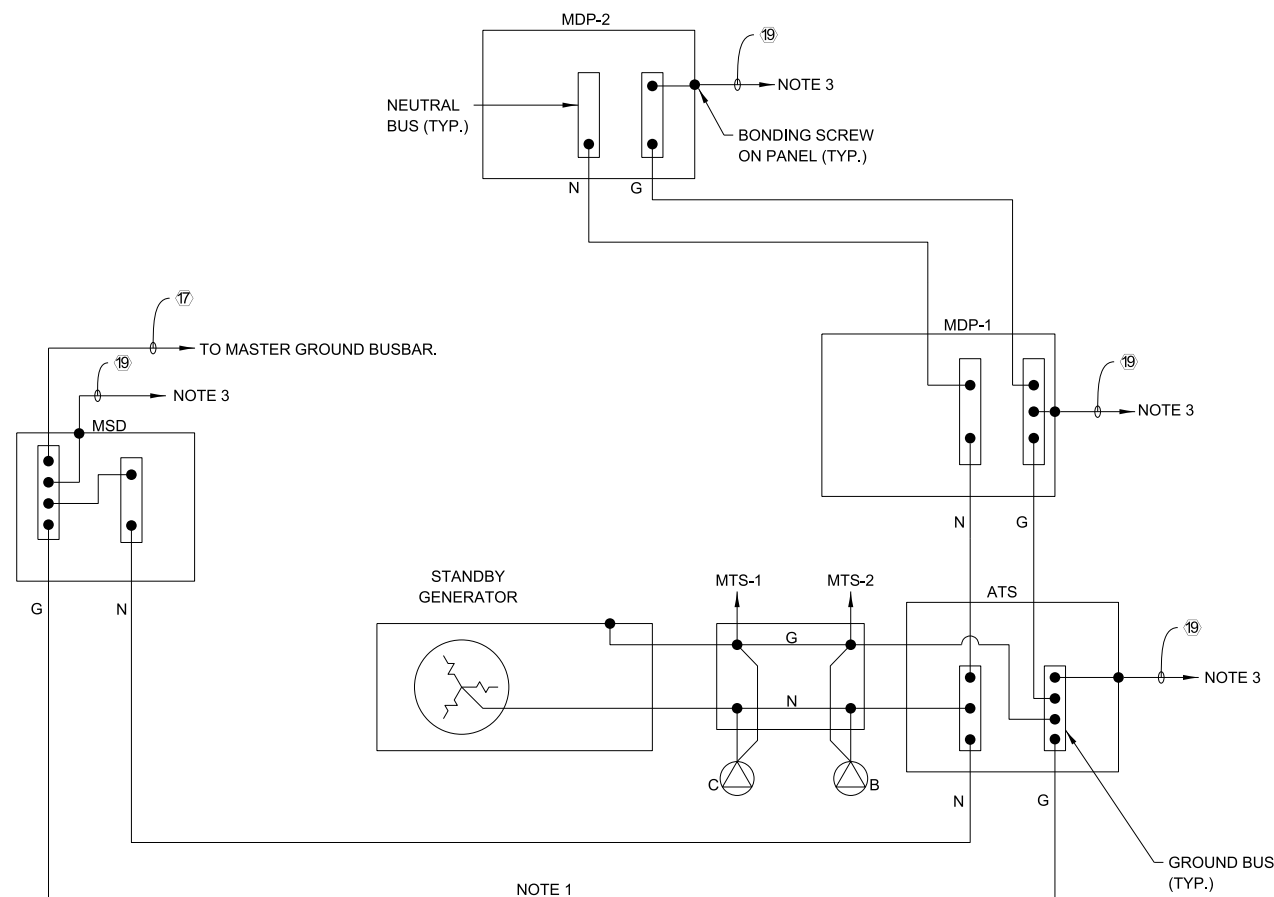 MDP-2
19
NOTE 3
NEUTRAL
BUS (TYP.)
BONDING SCREW
ON PANEL (TYP.)
N
G
17
TO MASTER GROUND BUSBAR.
19
NOTE 3
MSD
MDP-1
19
NOTE 3
N
G
G
N
STANDBY
GENERATOR
MTS-1
MTS-2
ATS
G
19
NOTE 3
N
C
B
N
G
GROUND BUS
(TYP.)
NOTE 1